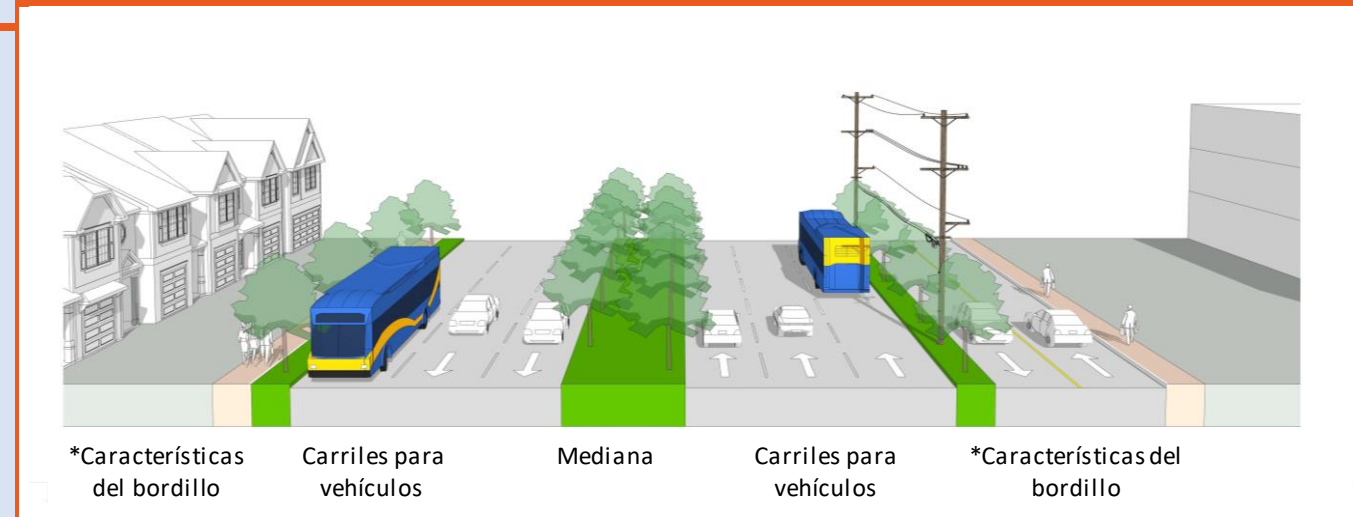 *Características
del bordillo
Carriles para
vehículos
Mediana
Carriles para
vehículos
*Características del
bordillo